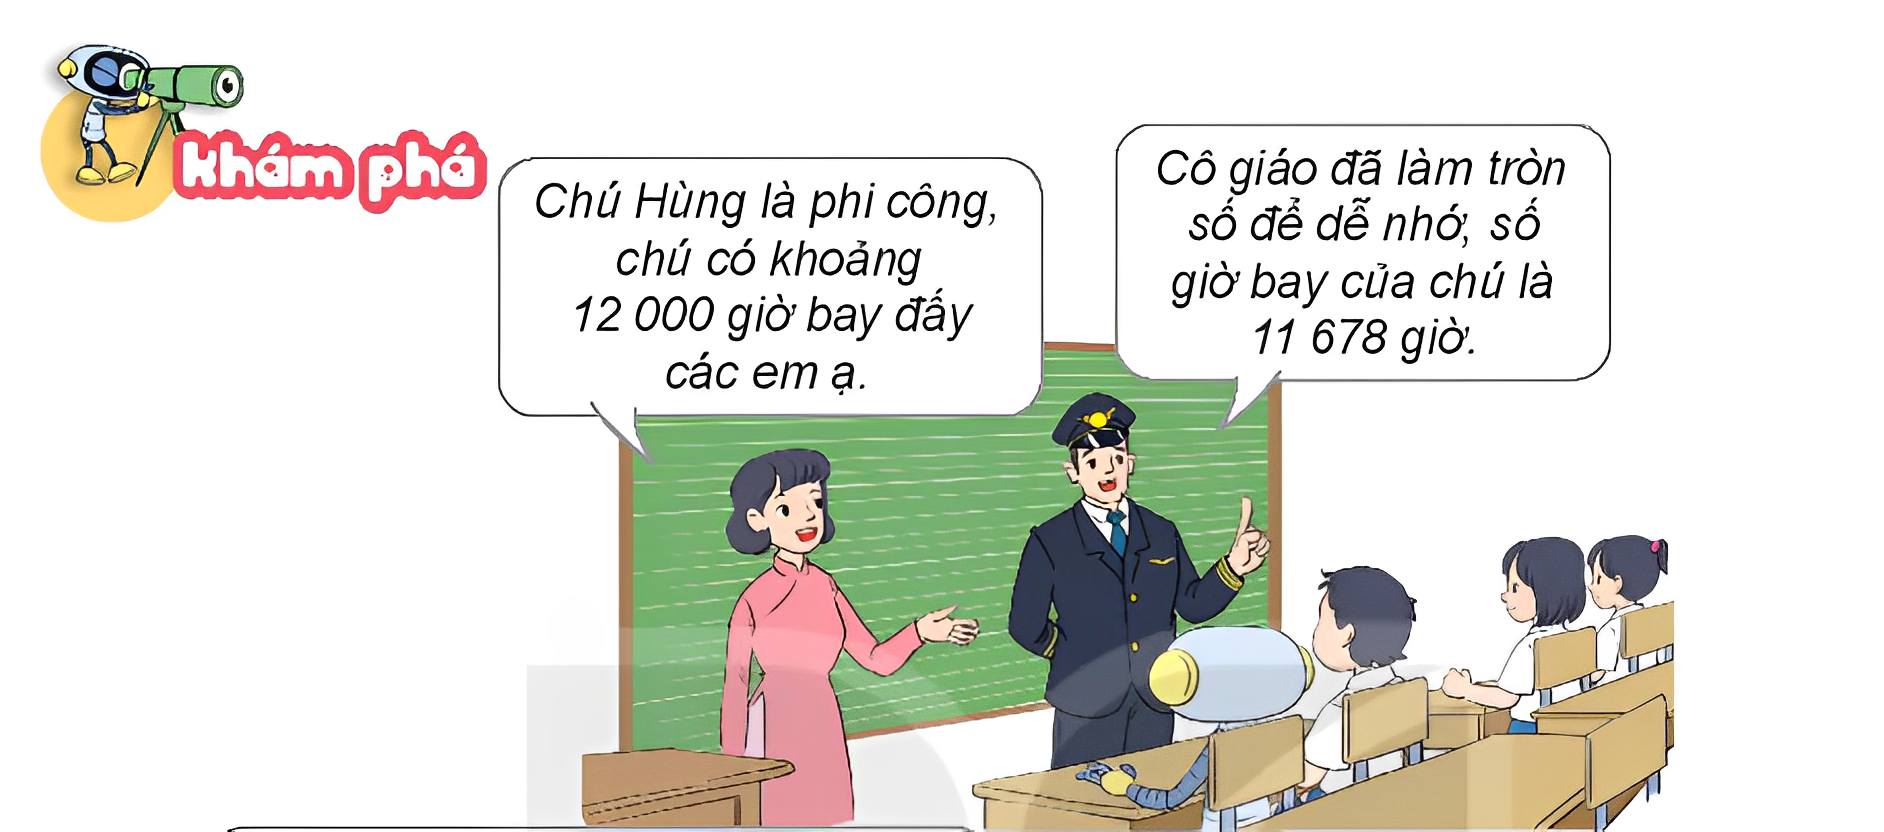 khám phá
Chú Hùng là phi công,
chú có khoảng
12 000 giờ bay đấy
các em ạ.
Cô giáo đã làm tròn
số để dễ nhớ, số
giờ bay của chú là
11 678 giờ.